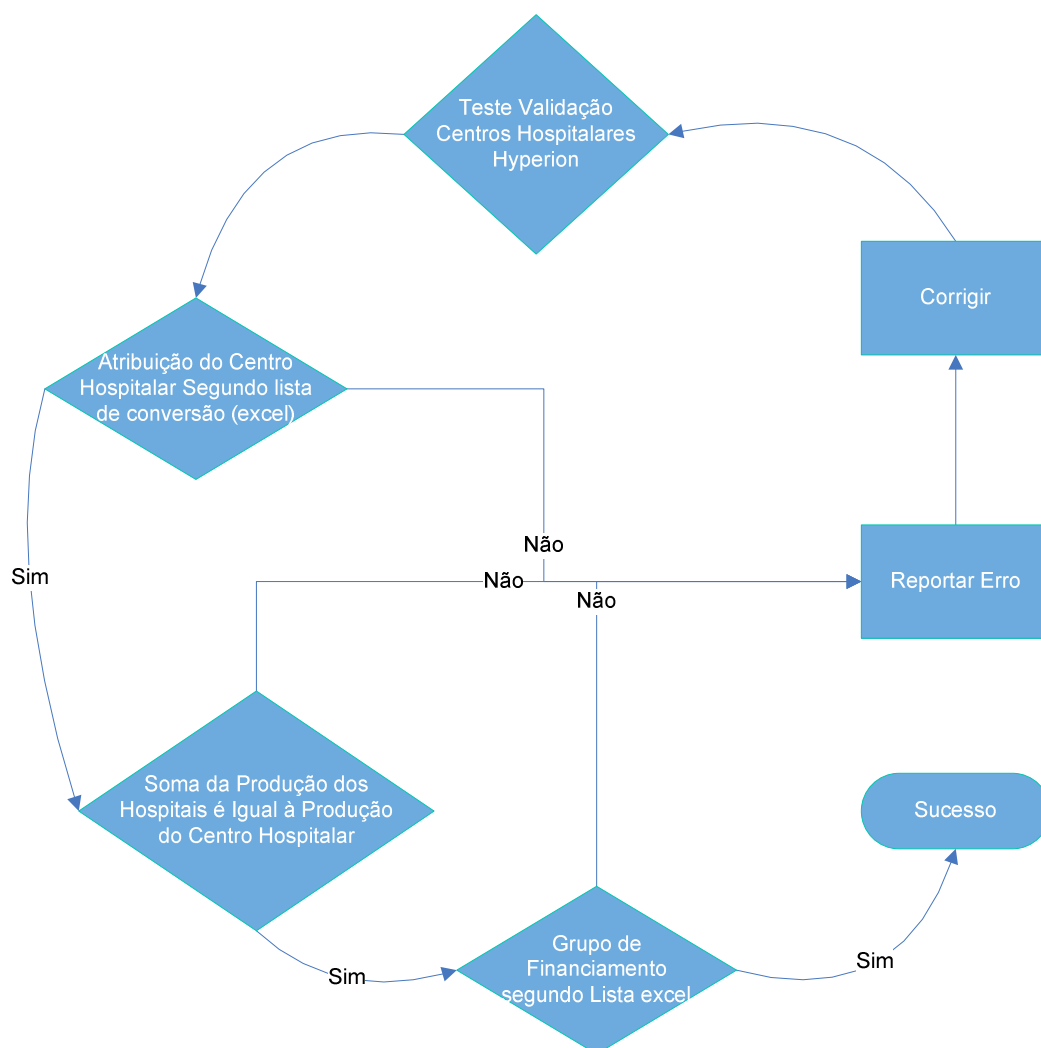 Teste Validação
Centros Hospitalares
Hyperion
Corrigir
Atribuição do Centro
Hospitalar Segundo lista
de conversão (excel)
Não
Sim
Não
Reportar Erro
Não
Soma da Produção dos
Hospitais é Igual à Produção
do Centro Hospitalar
Sucesso
Grupo de
Financiamento
segundo Lista excel
Sim
Sim